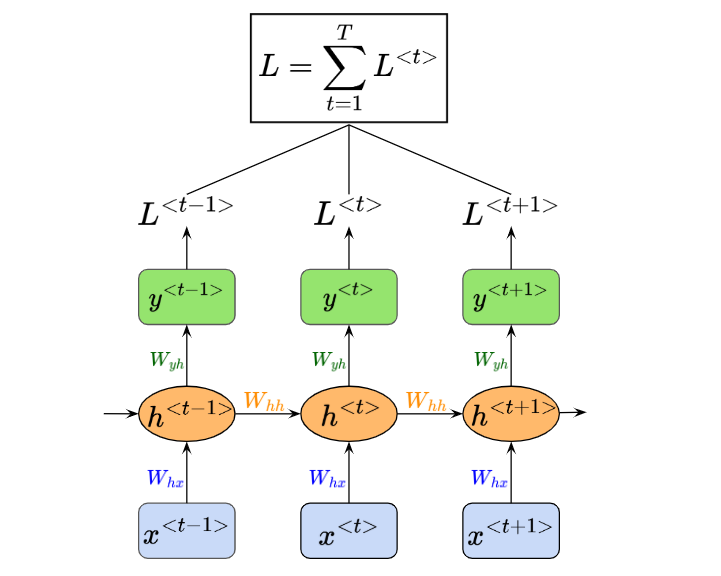 L = \sum_{t=1}^{T} L^{<t>}
L^{<t-1>} L^{<t>} L^{<t+1>}
y^{<t-1>} y^{<t>} y^{<t+1>}
W_{yh} W_{yh} W_{yh}
W_{hh} W_{hh}
h^{<t-1>} h^{<t>} h^{<t+1>}
W_{hx} W_{hx} W_{hx}
x^{<t-1>} x^{<t>} x^{<t+1>}